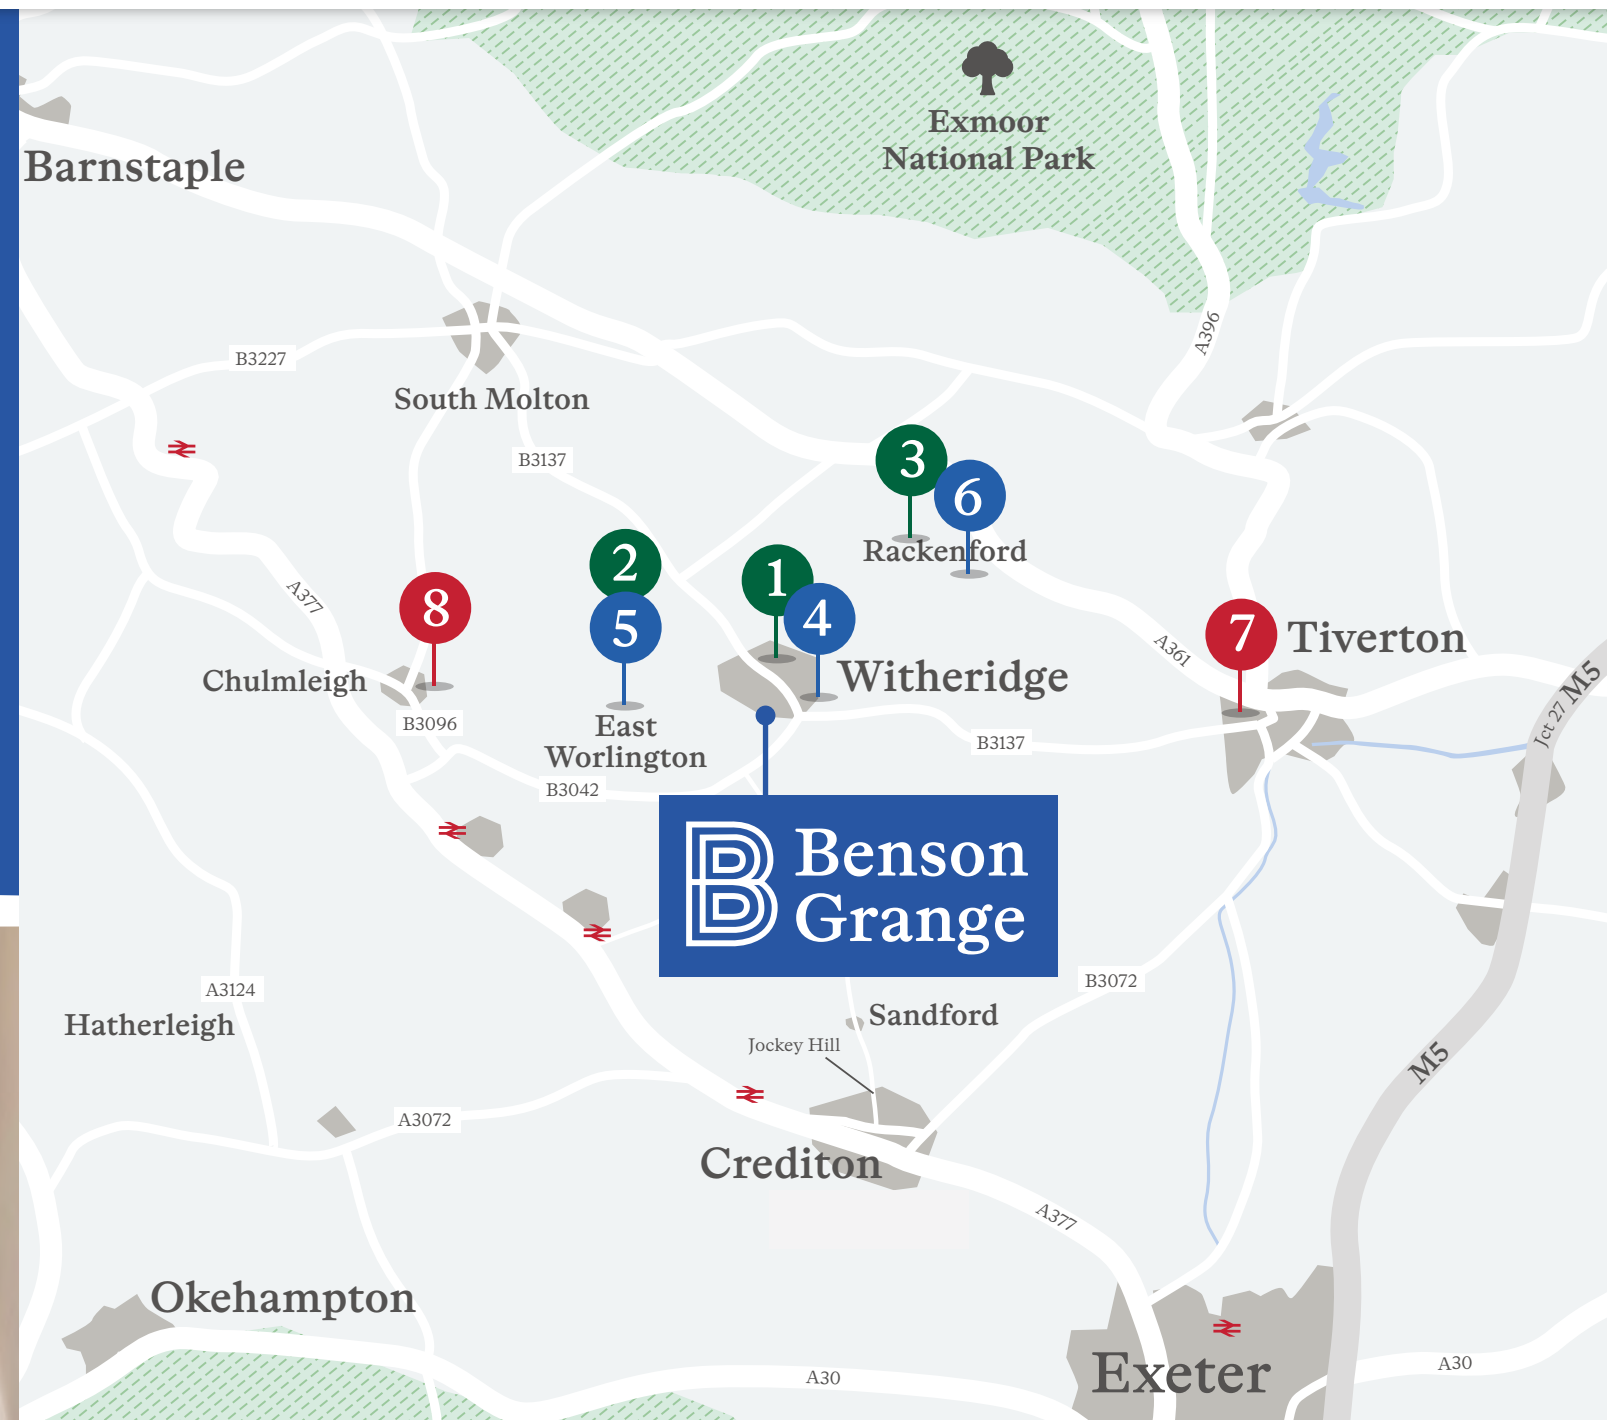 Exmoor
National Park
Barnstaple
A396
B3227
South Molton
B3137
3
6
Rackenford
2
1
8
5
4
7
Tiverton
A377
A361
Chulmleigh
Witheridge
Jct 27 M5
B3096
East
Worlington
B3137
B3042
Benson
Grange
B3072
A3124
Sandford
Hatherleigh
Jockey Hill
M5
A3072
Crediton
A377
Okehampton
A30
Exeter
A30